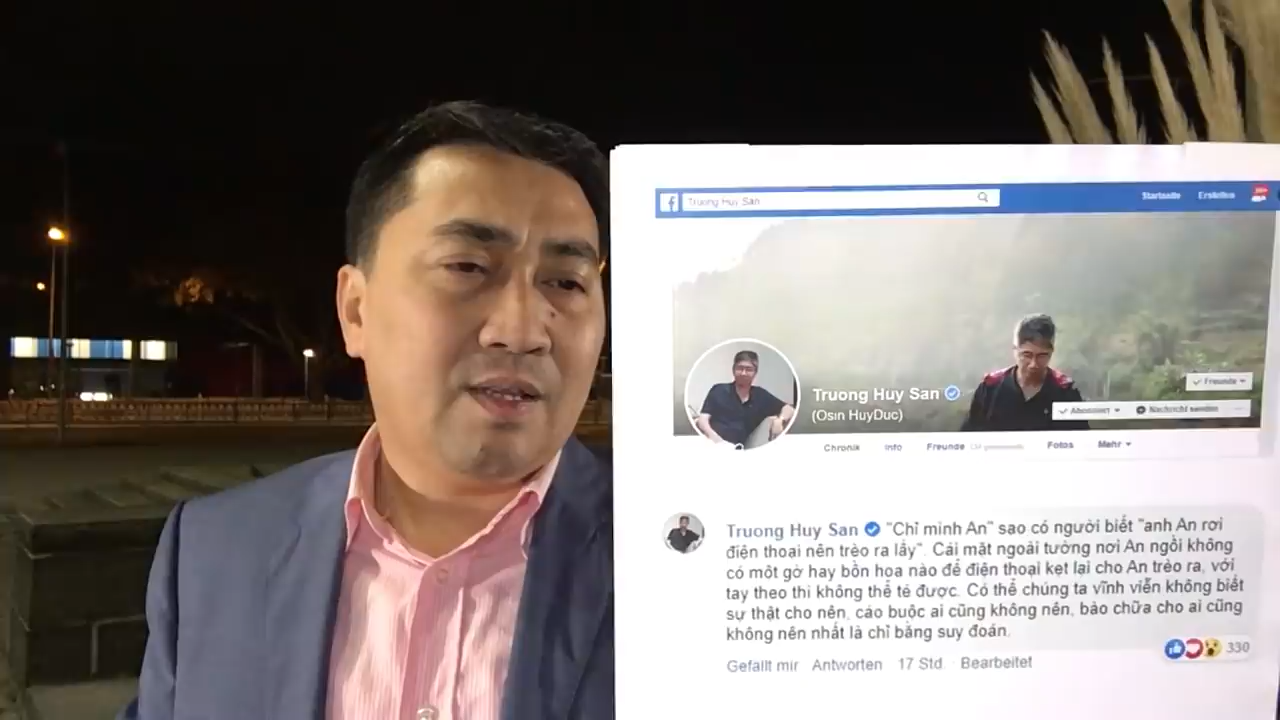 Truong Huy San
Startseite Erstellen
Truong Huy San
(Osin HuyDuc)
Freunde
Abonniert Nachricht senden
Chronik Info Freunde Fotos Mehr
Truong Huy San "Chỉ mình An" sao có người biết "anh An rơi
điện thoại nên trèo ra lấy". Cái mặt ngoài tường nơi An ngồi không
có một gờ hay bồn hoa nào để điện thoại kẹt lại cho An trèo ra, với
tay theo thì không thể té được. Có thể chúng ta vĩnh viễn không biết
sự thật cho nên, cáo buộc ai cũng không nên, bào chữa cho ai cũng
không nên nhất là chỉ bằng suy đoán.
330
Gefällt mir Antworten 17 Std. Bearbeitet